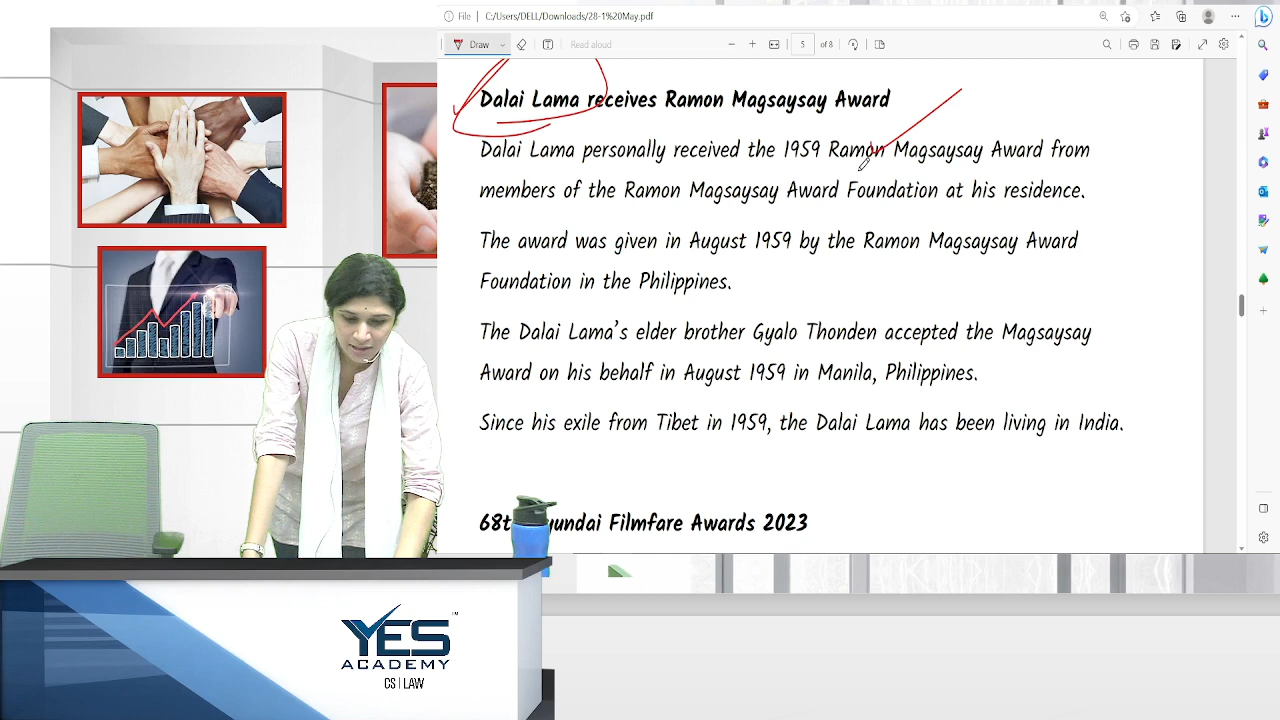 File C:/Users/DELL/Downloads/28-1%20May.pdf
Draw Read aloud 5 of 8
Dalai Lama receives Ramon Magsaysay Award
Dalai Lama personally received the 1959 Ramon Magsaysay Award from
members of the Ramon Magsaysay Award Foundation at his residence.
The award was given in August 1959 by the Ramon Magsaysay Award
Foundation in the Philippines.
The Dalai Lama's elder brother Gyalo Thonden accepted the Magsaysay
Award on his behalf in August 1959 in Manila, Philippines.
Since his exile from Tibet in 1959, the Dalai Lama has been living in India.
Filmfare Awards 2023
YES
ACADEMY
CS | LAW